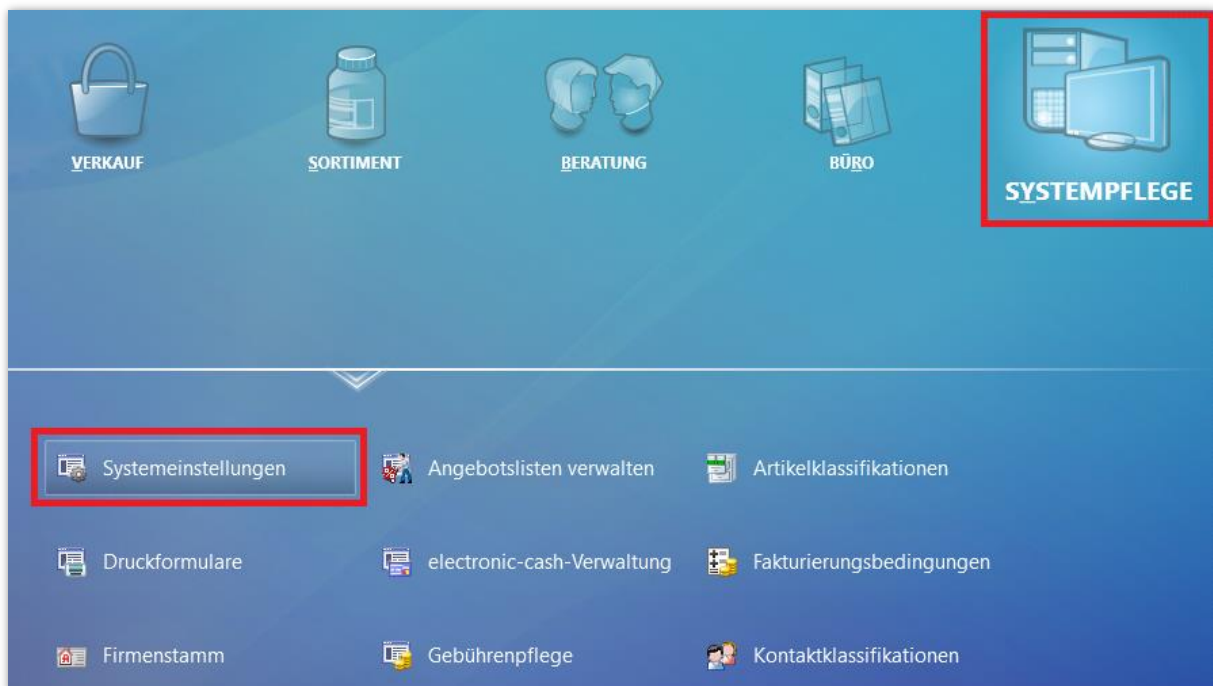 VERKAUF
SORTIMENT
BERATUNG
BÜRO
SYSTEMPFLEGE
Systemeinstellungen
Angebotslisten verwalten
Artikelklassifikationen
Druckformulare
electronic-cash-Verwaltung
Fakturierungsbedingungen
Firmenstamm
Gebührenpflege
Kontaktklassifikationen